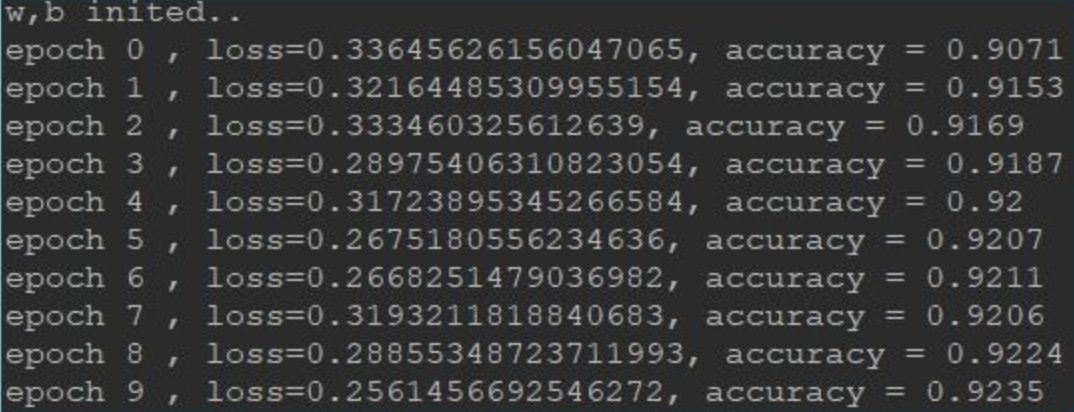 w,b inited..
epoch 0 , loss=0.33645626156047065, accuracy = 0.9071
epoch 1 , loss=0.32164485309955154, accuracy = 0.9153
epoch 2 , loss=0.333460325612639, accuracy = 0.9169
epoch 3 , loss=0.28975406310823054, accuracy = 0.9187
epoch 4 , loss=0.31723895345266584, accuracy = 0.92
epoch 5 , loss=0.2675180556234636, accuracy = 0.9207
epoch 6 , loss=0.2668251479036982, accuracy = 0.9211
epoch 7 , loss=0.3193211818840683, accuracy = 0.9206
epoch 8 , loss=0.28855348723711993, accuracy = 0.9224
epoch 9 , loss=0.2561456692546272, accuracy = 0.9235